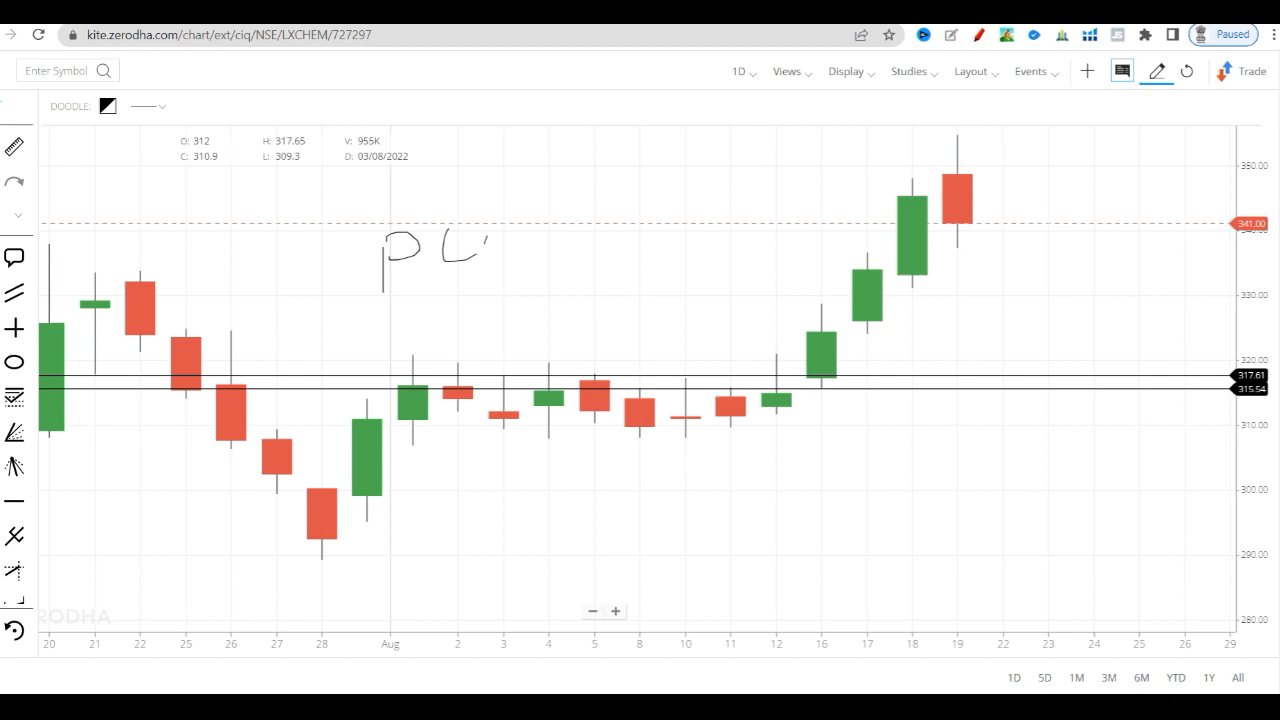 kite.zerodha.com/chart/ext/ciq/NSE/LXCHEM/727297 Paused
Enter Symbol 1D Views Display Studies Layout Events Trade
DOODLE:
O: 312 H: 317.65 V: 955K
C: 310.9 L: 309.3 D: 03/08/2022
350.00
341.00
340.00
330.00
320.00
317.61
315.54
310.00
300.00
290.00
280.00
ERODHA
20 21 22 25 26 27 28 Aug 2 3 4 5 8 10 11 12 16 17 18 19 22 23 24 25 26 29
1D 5D 1M 3M 6M YTD 1Y All